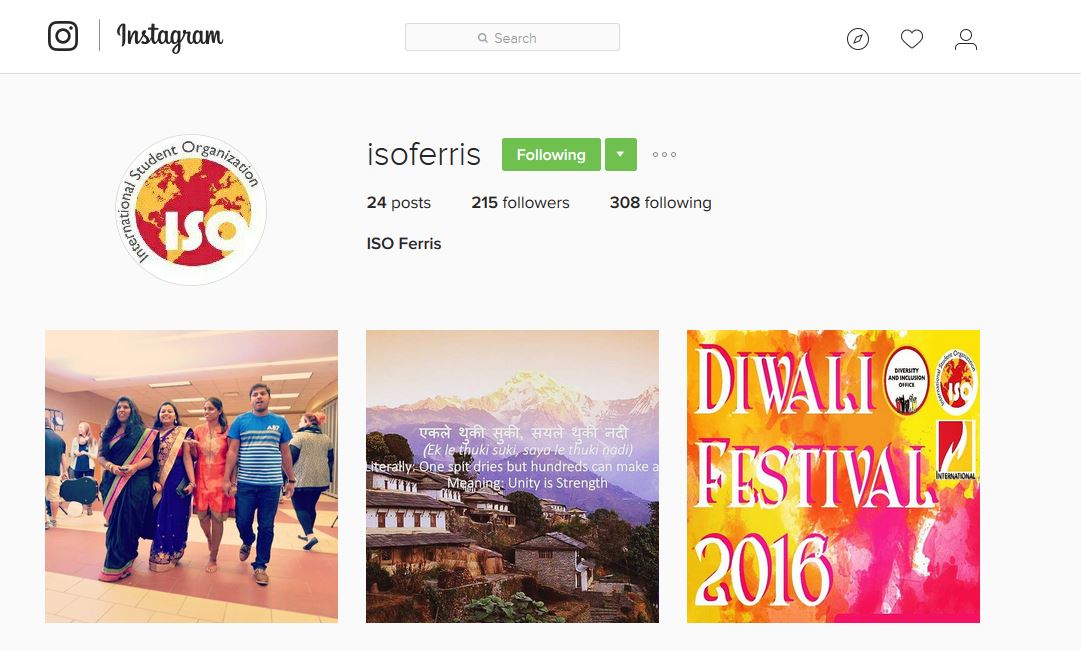 Instagram
Search
isoferris
Following
24 posts
215 followers
308 following
ISO Ferris
International Student Organization
ISO
A87
एकले थुकी सुकी, सयले थुकी नदी
(Ek le thuki suki, saya le thuki nadi)
Literally: One spit dries but hundreds can make a
Meaning: Unity is Strength
DIWALI
FESTIVAL
2016
DIVERSITY
AND INCLUSION
OFFICE
International Student Organization
ISO
INTERNATIONAL